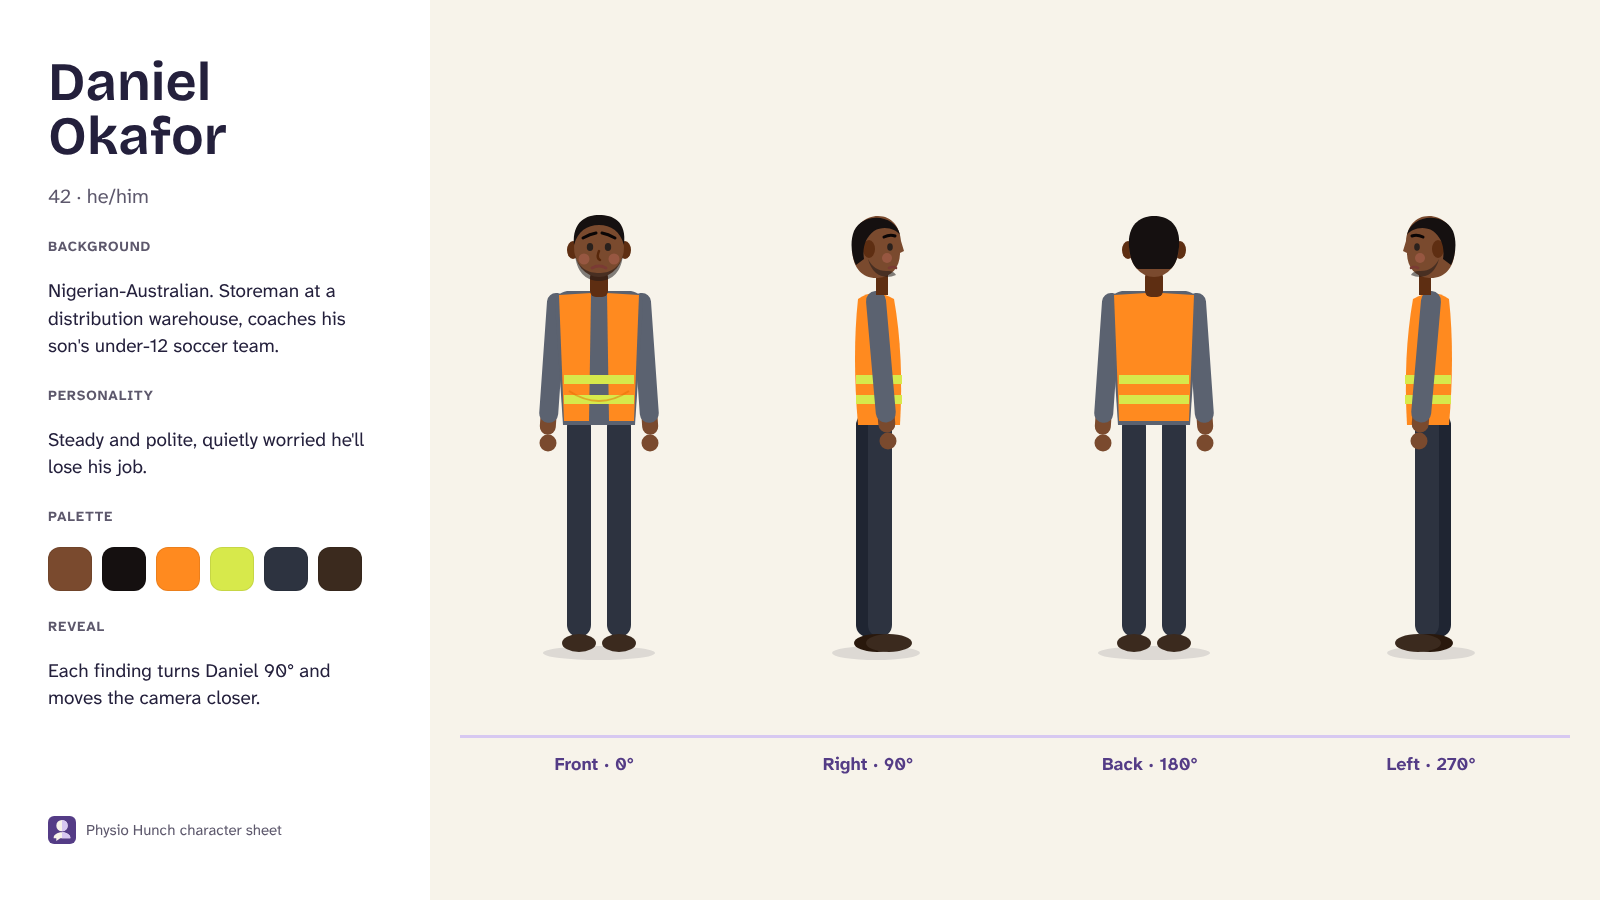 Daniel
Okafor
42 · he/him
BACKGROUND
Nigerian-Australian. Storeman at a
distribution warehouse, coaches his
son's under-12 soccer team.
PERSONALITY
Steady and polite, quietly worried he'll
lose his job.
PALETTE
REVEAL
Each finding turns Daniel 90° and
moves the camera closer.
Physio Hunch character sheet
Front · 0°
Right · 90°
Back · 180°
Left · 270°